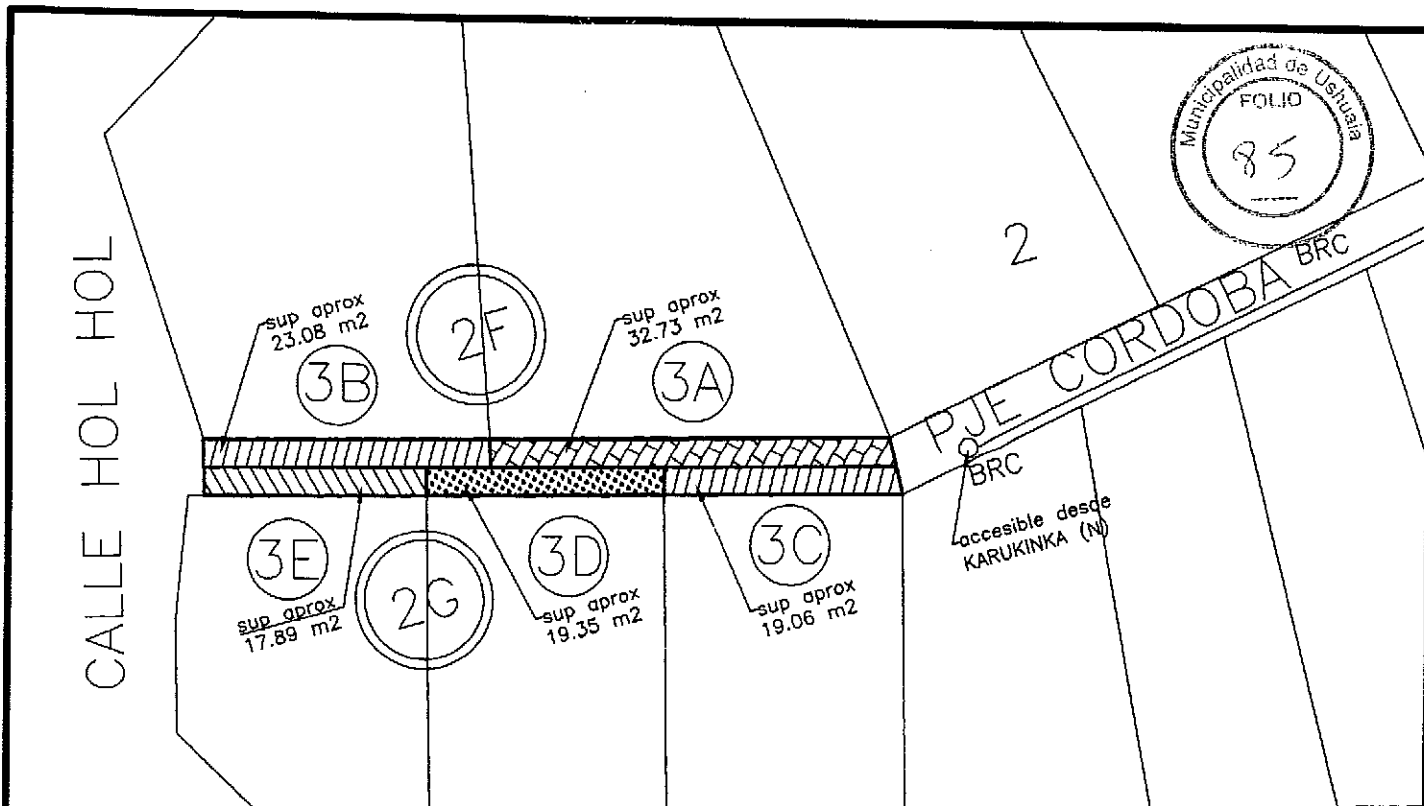 CALLE HOL HOL HOL
Municipalidad de Ushuaia
FOLIO
85
2
PJE CORDOBA
BRC
sup aprox
23.08 m2
3B
2F
sup aprox
32.73 m2
3A
BRC
accesible desde
KARUKINKA (N)
3E
sup aprox
17.89 m2
2G
3D
sup aprox
19.35 m2
3C
sup aprox
19.06 m2